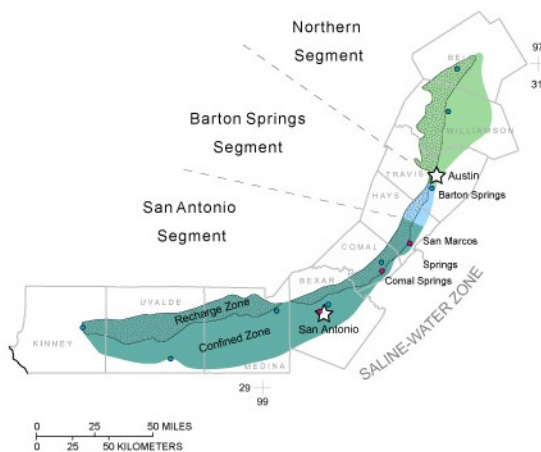 Northern
Segment
97
31
BELL
WILLIAMSON
Barton Springs
Segment
TRAVIS
Austin
Barton Springs
HAYS
San Antonio
Segment
San Marcos
Springs
COMAL
Comal Springs
BEXAR
SALINE-WATER ZONE
UVALDE
Recharge Zone
Confined Zone
San Antonio
KINNEY
MEDINA
29
99
0 25 50 MILES
0 25 50 KILOMETERS